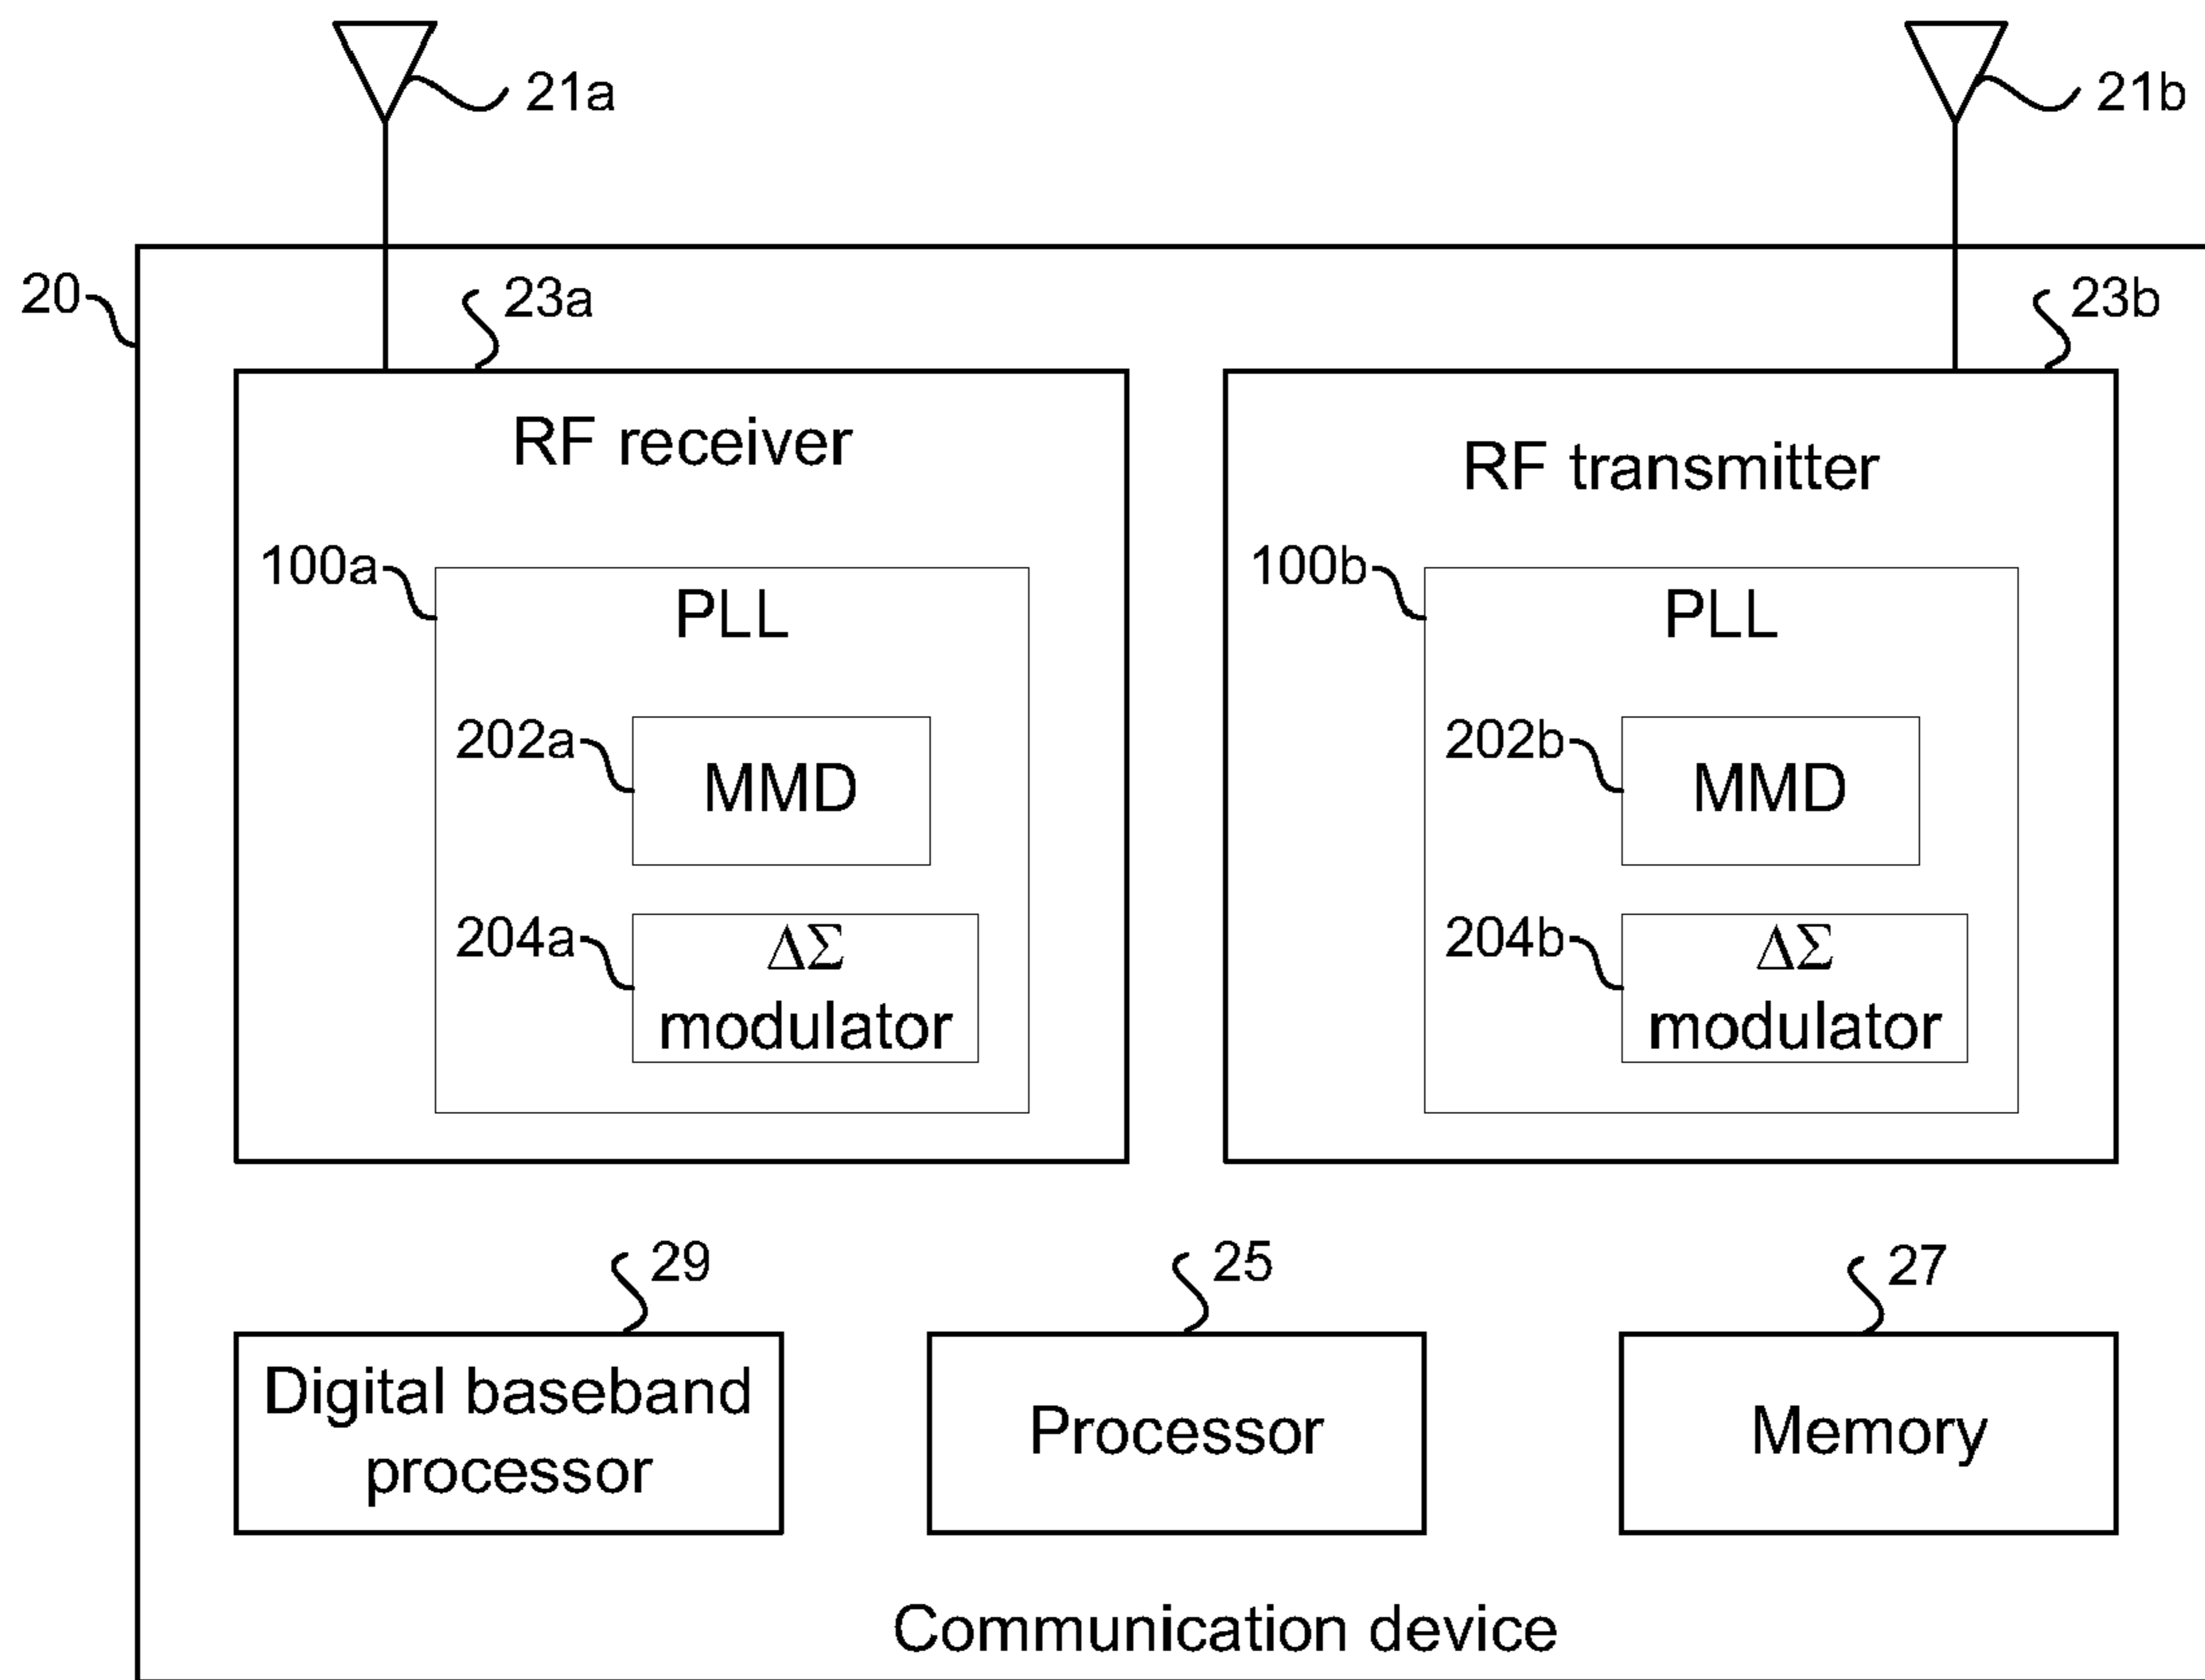 21a
21b
20
23a
23b
RF receiver
RF transmitter
100a
PLL
100b
PLL
202a
MMD
202b
MMD
204a
ΔΣ
modulator
204b
ΔΣ
modulator
29
25
27
Digital baseband
processor
Processor
Memory
Communication device